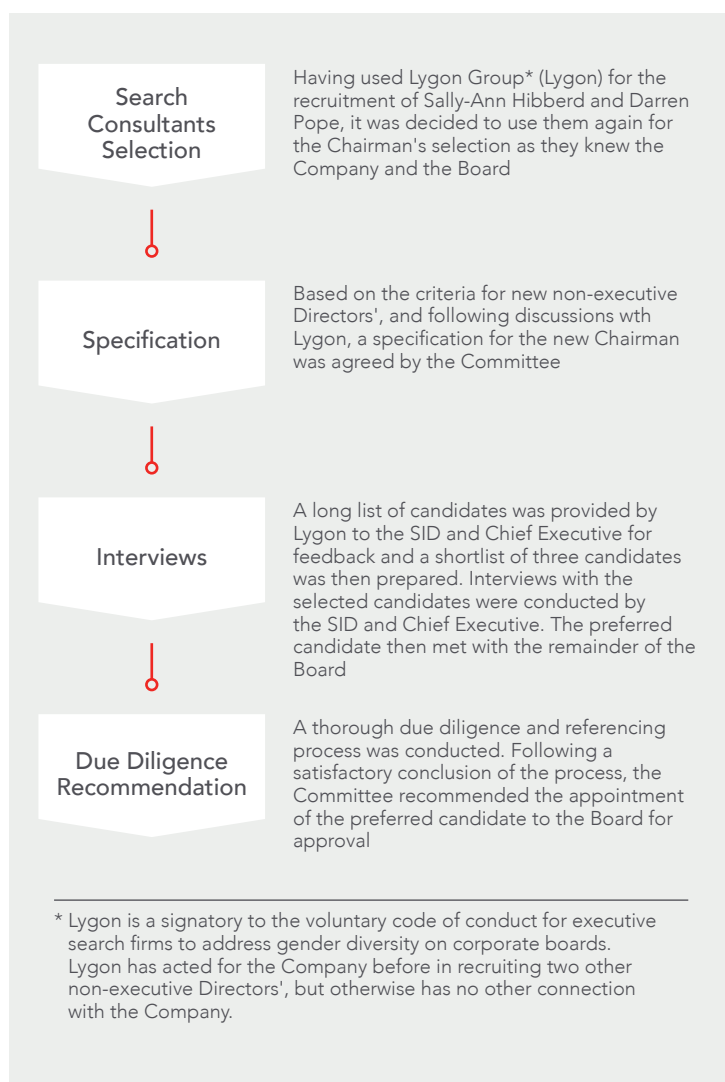 Search
Consultants
Selection
Having used Lygon Group* (Lygon) for the
recruitment of Sally-Ann Hibberd and Darren
Pope, it was decided to use them again for
the Chairman's selection as they knew the
Company and the Board
Specification
Based on the criteria for new non-executive
Directors', and following discussions wth
Lygon, a specification for the new Chairman
was agreed by the Committee
Interviews
A long list of candidates was provided by
Lygon to the SID and Chief Executive for
feedback and a shortlist of three candidates
was then prepared. Interviews with the
selected candidates were conducted by
the SID and Chief Executive. The preferred
candidate then met with the remainder of the
Board
Due Diligence
Recommendation
A thorough due diligence and referencing
process was conducted. Following a
satisfactory conclusion of the process, the
Committee recommended the appointment
of the preferred candidate to the Board for
approval
* Lygon is a signatory to the voluntary code of conduct for executive
search firms to address gender diversity on corporate boards.
Lygon has acted for the Company before in recruiting two other
non-executive Directors', but otherwise has no other connection
with the Company.